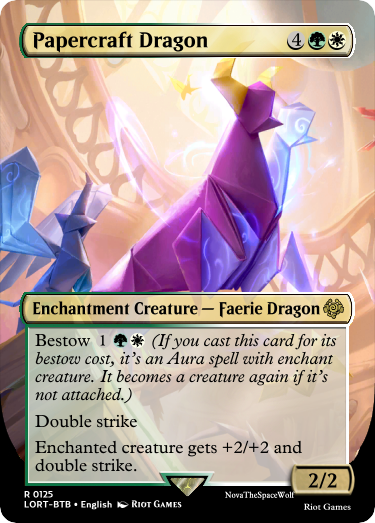 Papercraft Dragon 4
Enchantment Creature — Faerie Dragon
Bestow 1 (If you cast this card for its
bestow cost, it's an Aura spell with enchant
creature. It becomes a creature again if it's
not attached.)
Double strike
Enchanted creature gets +2/+2 and
double strike.
2/2
R 0125
LORT-BTB • English Riot Games
NovaTheSpaceWolf
Riot Games